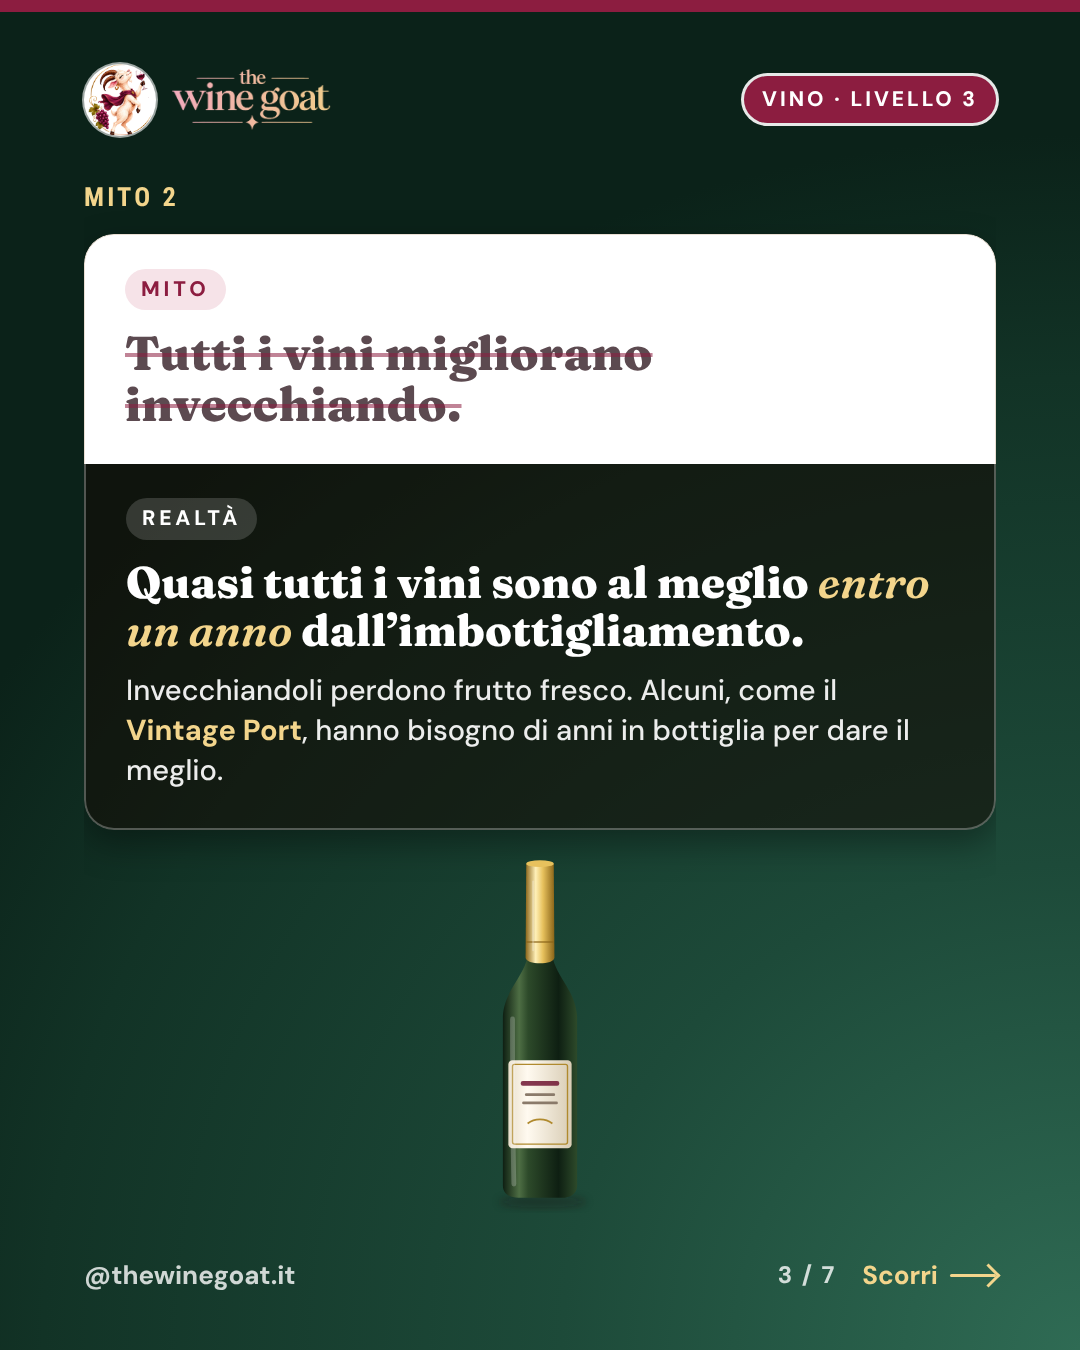 the
wine goat
VINO · LIVELLO 3
MITO 2
MITO
Tutti i vini migliorano
invecchiando.
REALTÀ
Quasi tutti i vini sono al meglio entro
un anno dall’imbottigliamento.
Invecchiandoli perdono frutto fresco. Alcuni, come il
Vintage Port, hanno bisogno di anni in bottiglia per dare il
meglio.
@thewinegoat.it
3 / 7 Scorri